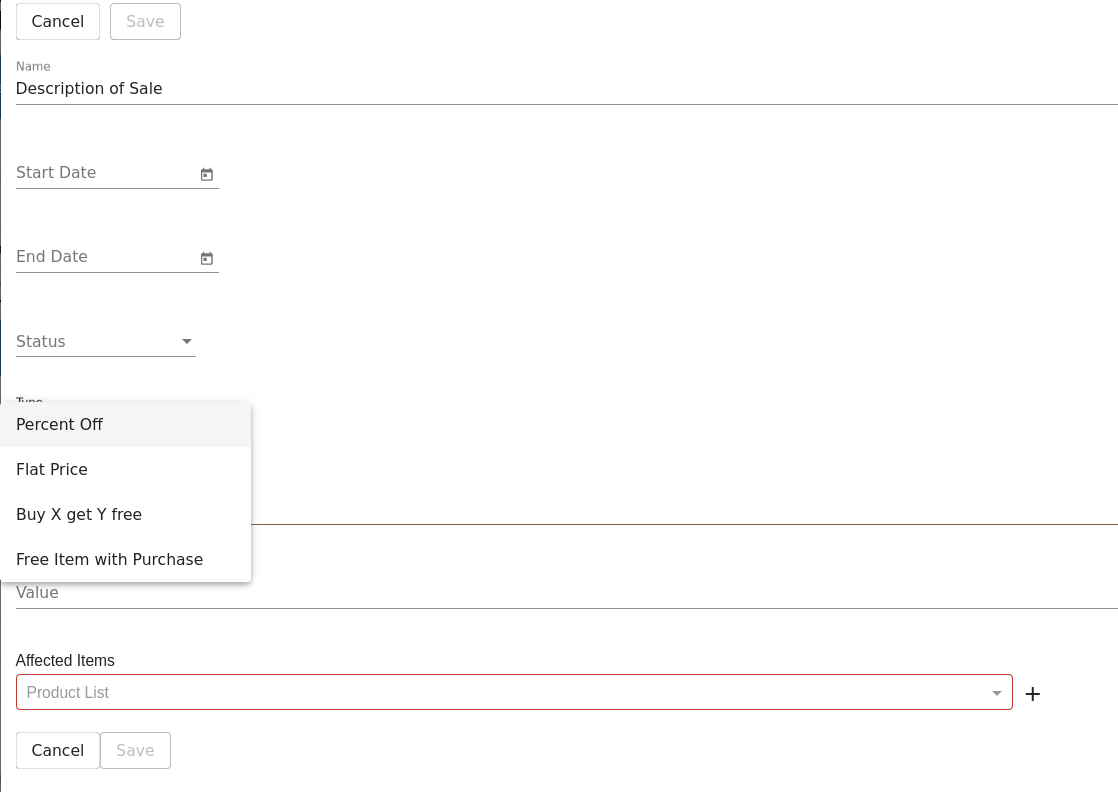 Cancel Save
Name
Description of Sale
Start Date
End Date
Status
Type
Percent Off
Flat Price
Buy X get Y free
Free Item with Purchase
Value
Affected Items
Product List +
Cancel Save